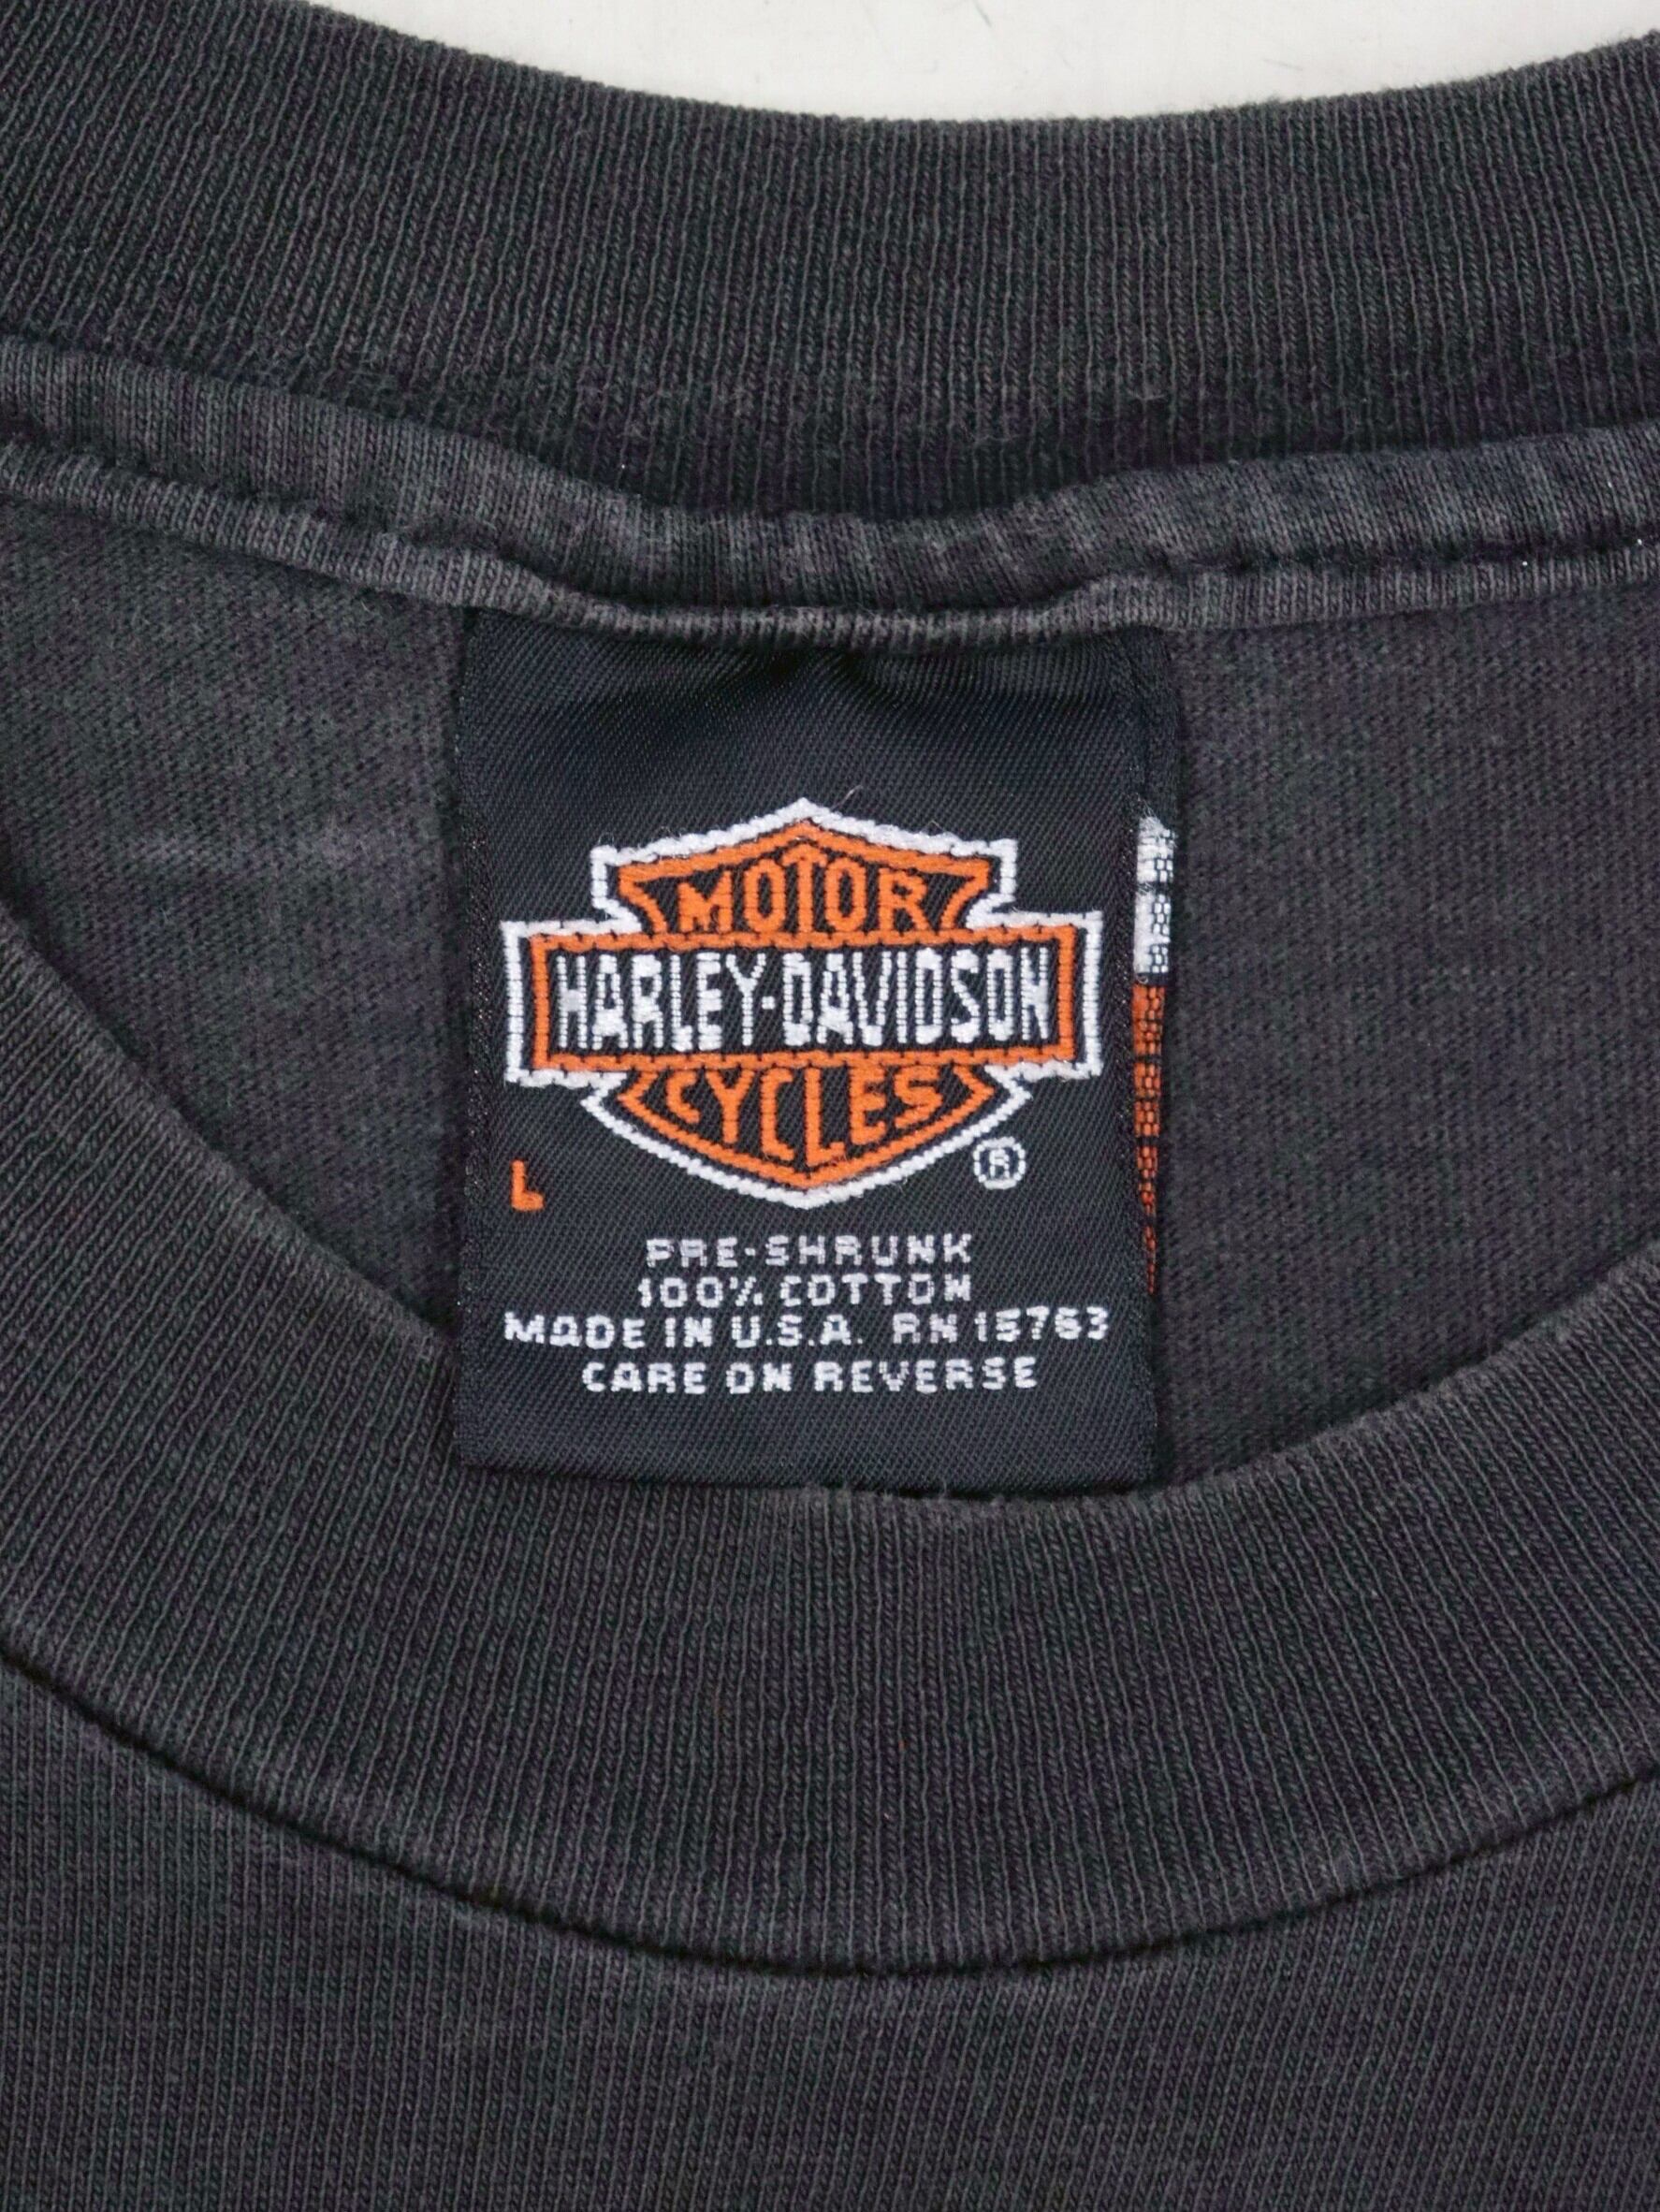 MOTOR
HARLEY-DAVIDSON
CYCLES
®
L
PRE-SHRUNK
100% COTTON
MADE IN U.S.A. RN 15763
CARE ON REVERSE